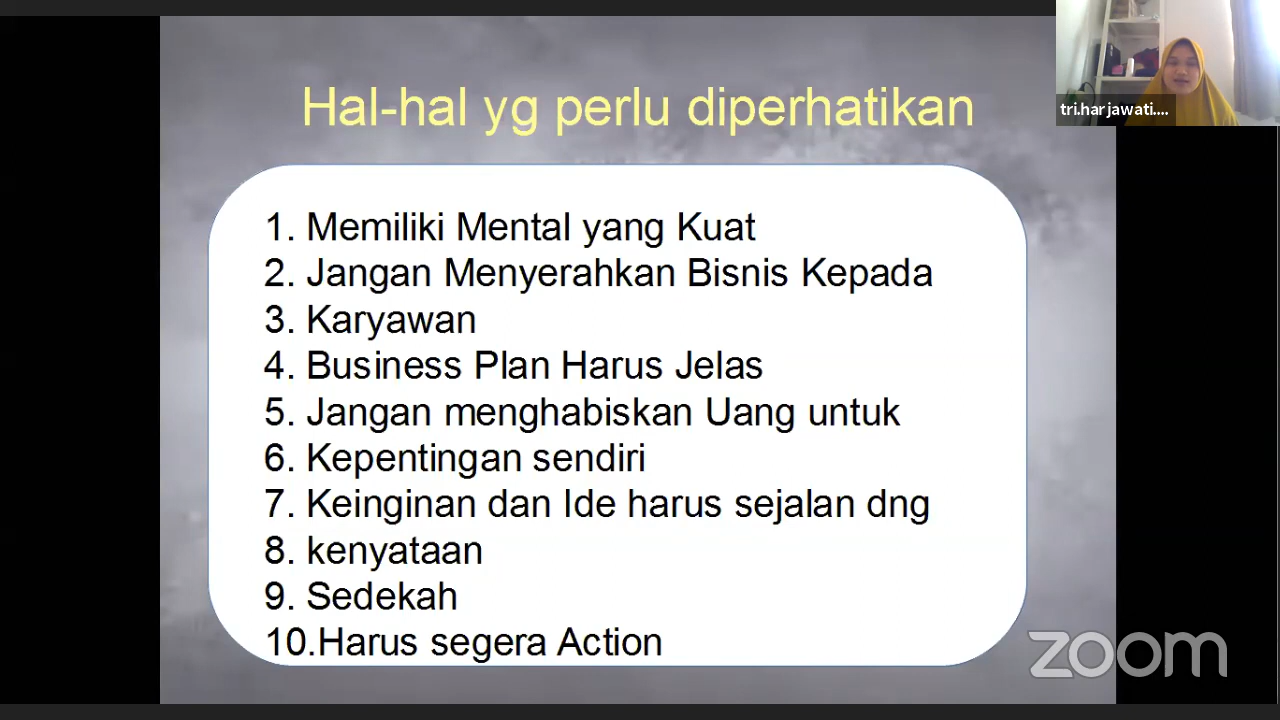 Hal-hal yg perlu diperhatikan
tri.harjawati....
1. Memiliki Mental yang Kuat
2. Jangan Menyerahkan Bisnis Kepada
3. Karyawan
4. Business Plan Harus Jelas
5. Jangan menghabiskan Uang untuk
6. Kepentingan sendiri
7. Keinginan dan Ide harus sejalan dng
8. kenyataan
9. Sedekah
10.Harus segera Action
zoom